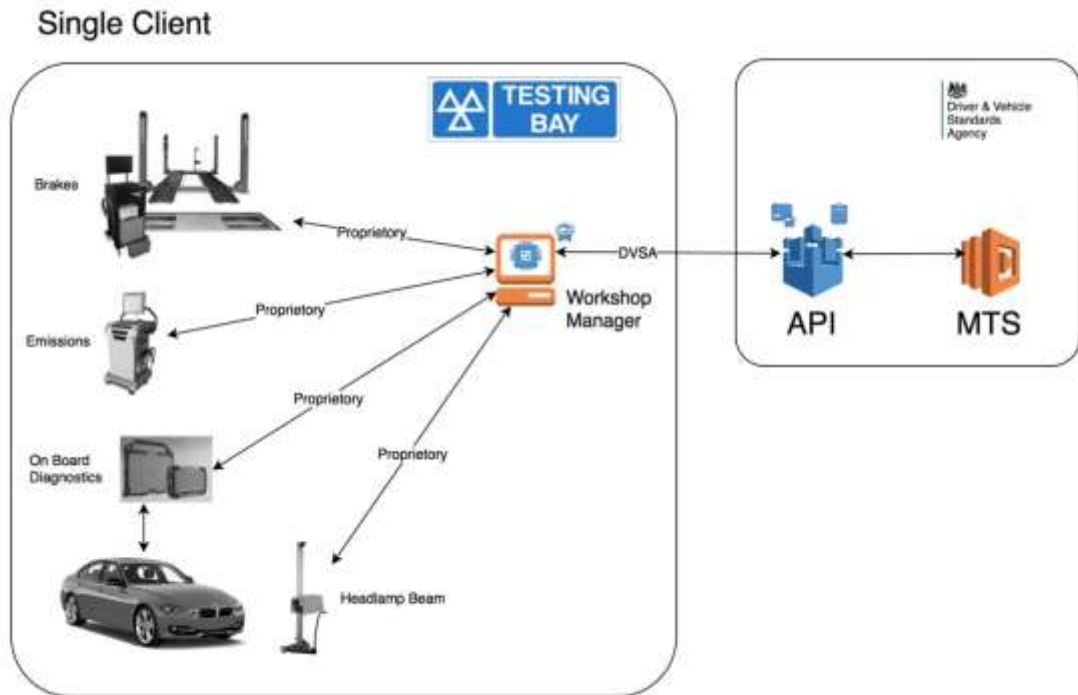 Single Client
TESTING
BAY
Driver & Vehicle
Standards
Agency
Brakes
Proprietory
DVSA
Proprietory
Workshop
Manager
API
MTS
Emissions
Proprietory
Proprietory
On Board
Diagnostics
Headlamp Beam